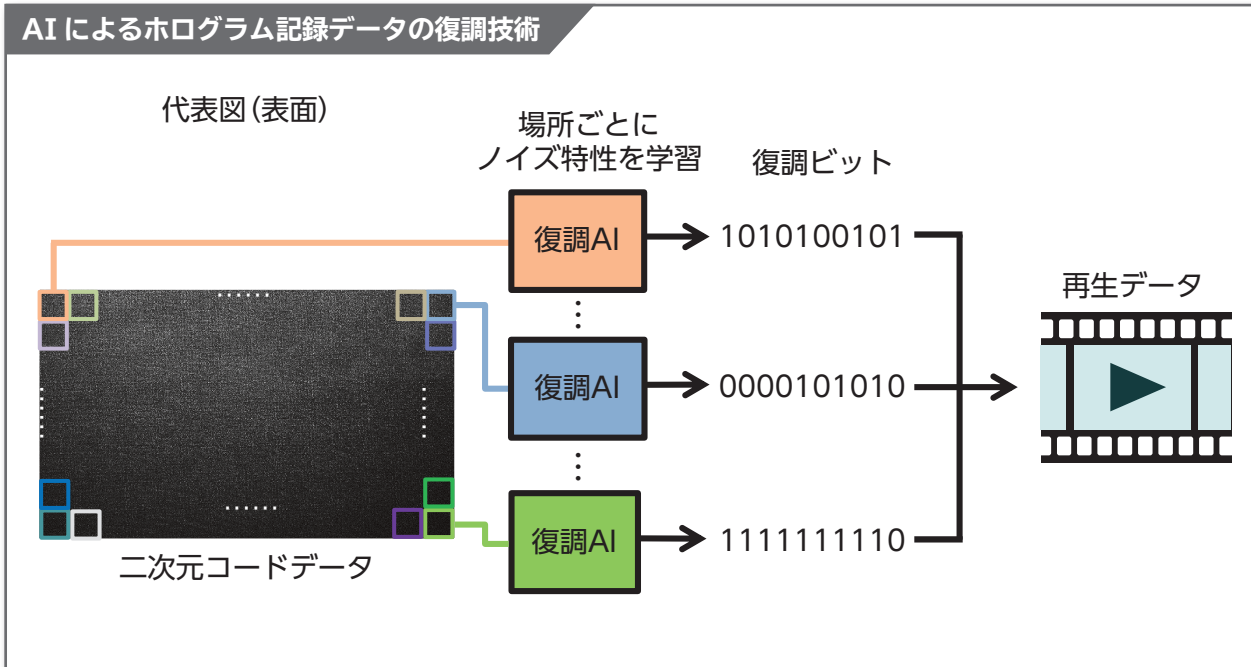 AIによるホログラム記録データの復調技術
代表図(表面)
場所ごとに
ノイズ特性を学習
復調ビット
復調AI
1010100101
再生データ
復調AI
0000101010
復調AI
1111111110
二次元コードデータ